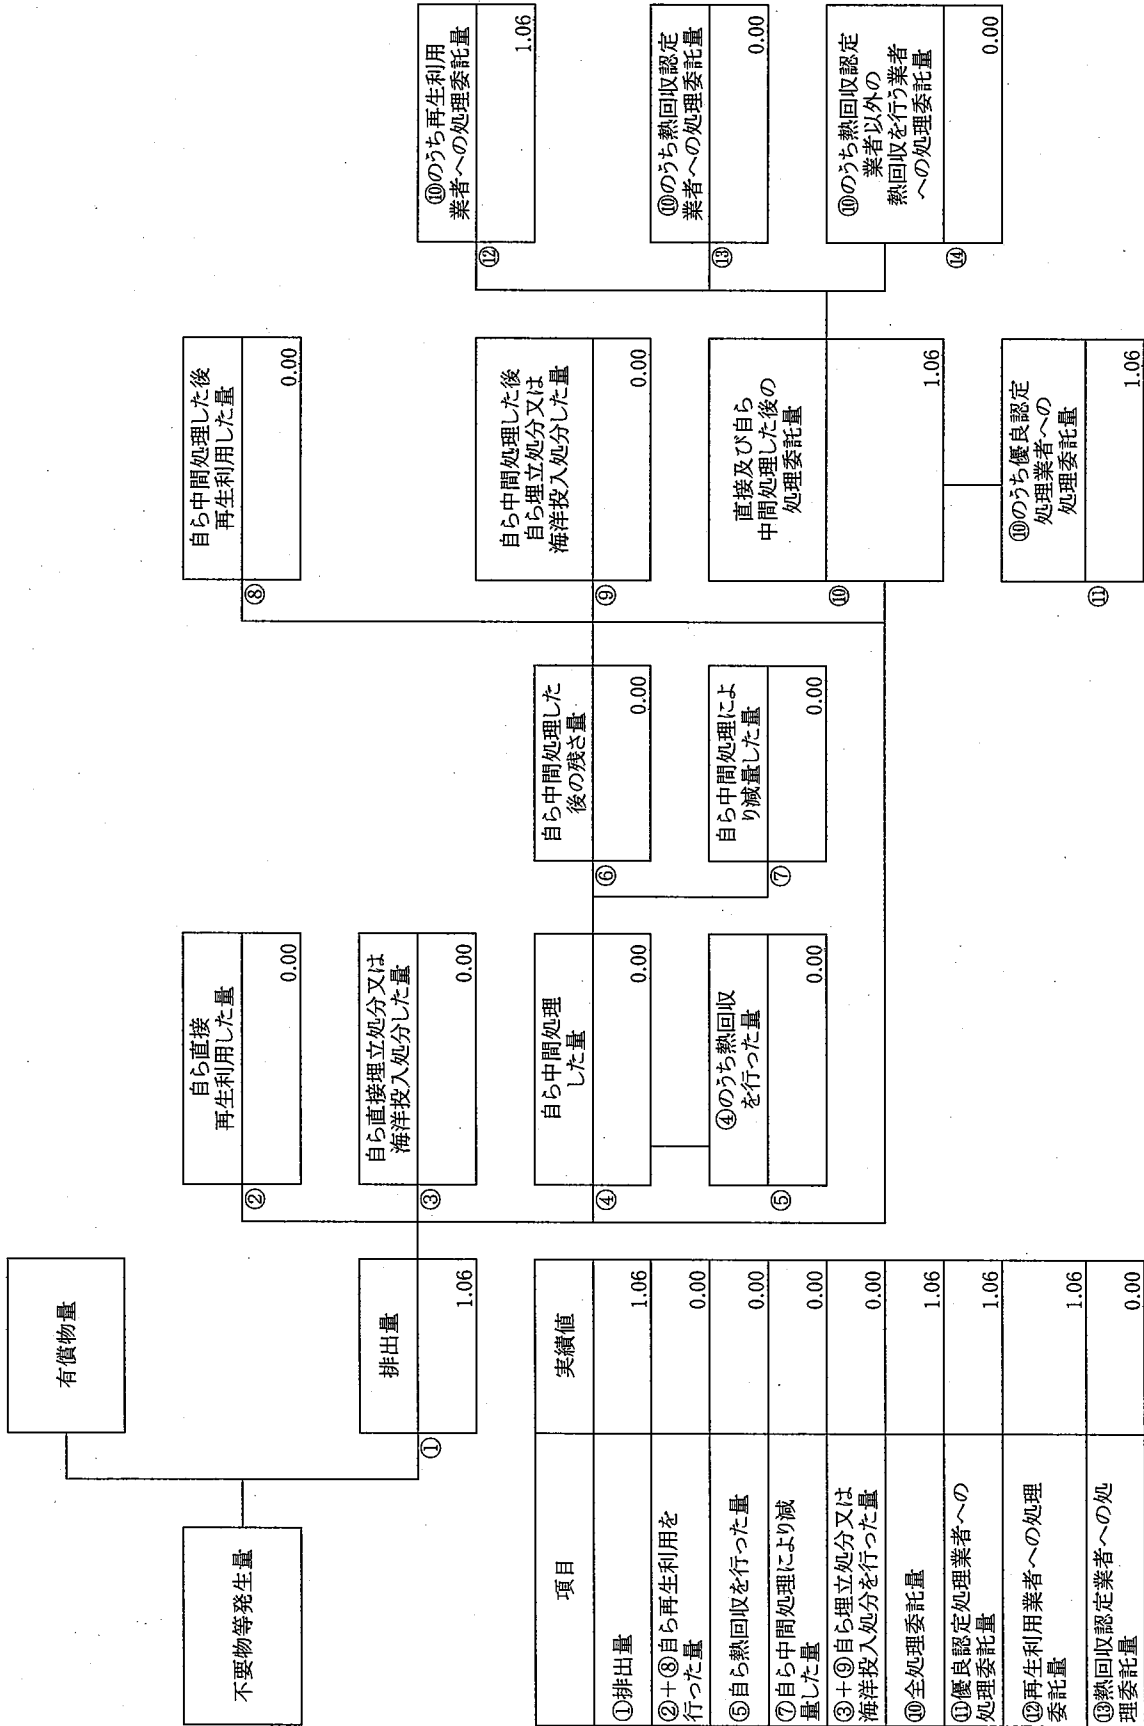 不要物等発生量
有償物量
排出量
①
1.06
自ら直接
再生利用した量
②
0.00
自ら直接埋立処分又は
海洋投入処分した量
③
0.00
自ら中間処理
した量
④
0.00
④のうち熱回収
を行った量
⑤
0.00
自ら中間処理した
後の残さ量
⑥
0.00
自ら中間処理によ
り減量した量
⑦
0.00
自ら中間処理した後
再生利用した量
⑧
0.00
自ら中間処理した後
自ら埋立処分又は
海洋投入処分した量
⑨
0.00
直接及び自ら
中間処理した後の
処理委託量
⑩
1.06
⑩のうち優良認定
処理業者への
処理委託量
⑪
1.06
⑩のうち再生利用
業者への処理委託量
⑫
1.06
⑩のうち熱回収認定
業者への処理委託量
⑬
0.00
⑩のうち熱回収認定
業者以外の
熱回収を行う業者
への処理委託量
⑭
0.00
項目 実績値
①排出量 1.06
②+⑧自ら再生利用を
行った量 0.00
⑤自ら熱回収を行った量 0.00
⑦自ら中間処理により減
量した量 0.00
③+⑨自ら埋立処分又は
海洋投入処分を行った量 0.00
⑩全処理委託量 1.06
⑪優良認定処理業者への
処理委託量 1.06
⑫再生利用業者への処理
委託量 1.06
⑬熱回収認定業者への処
理委託量 0.00